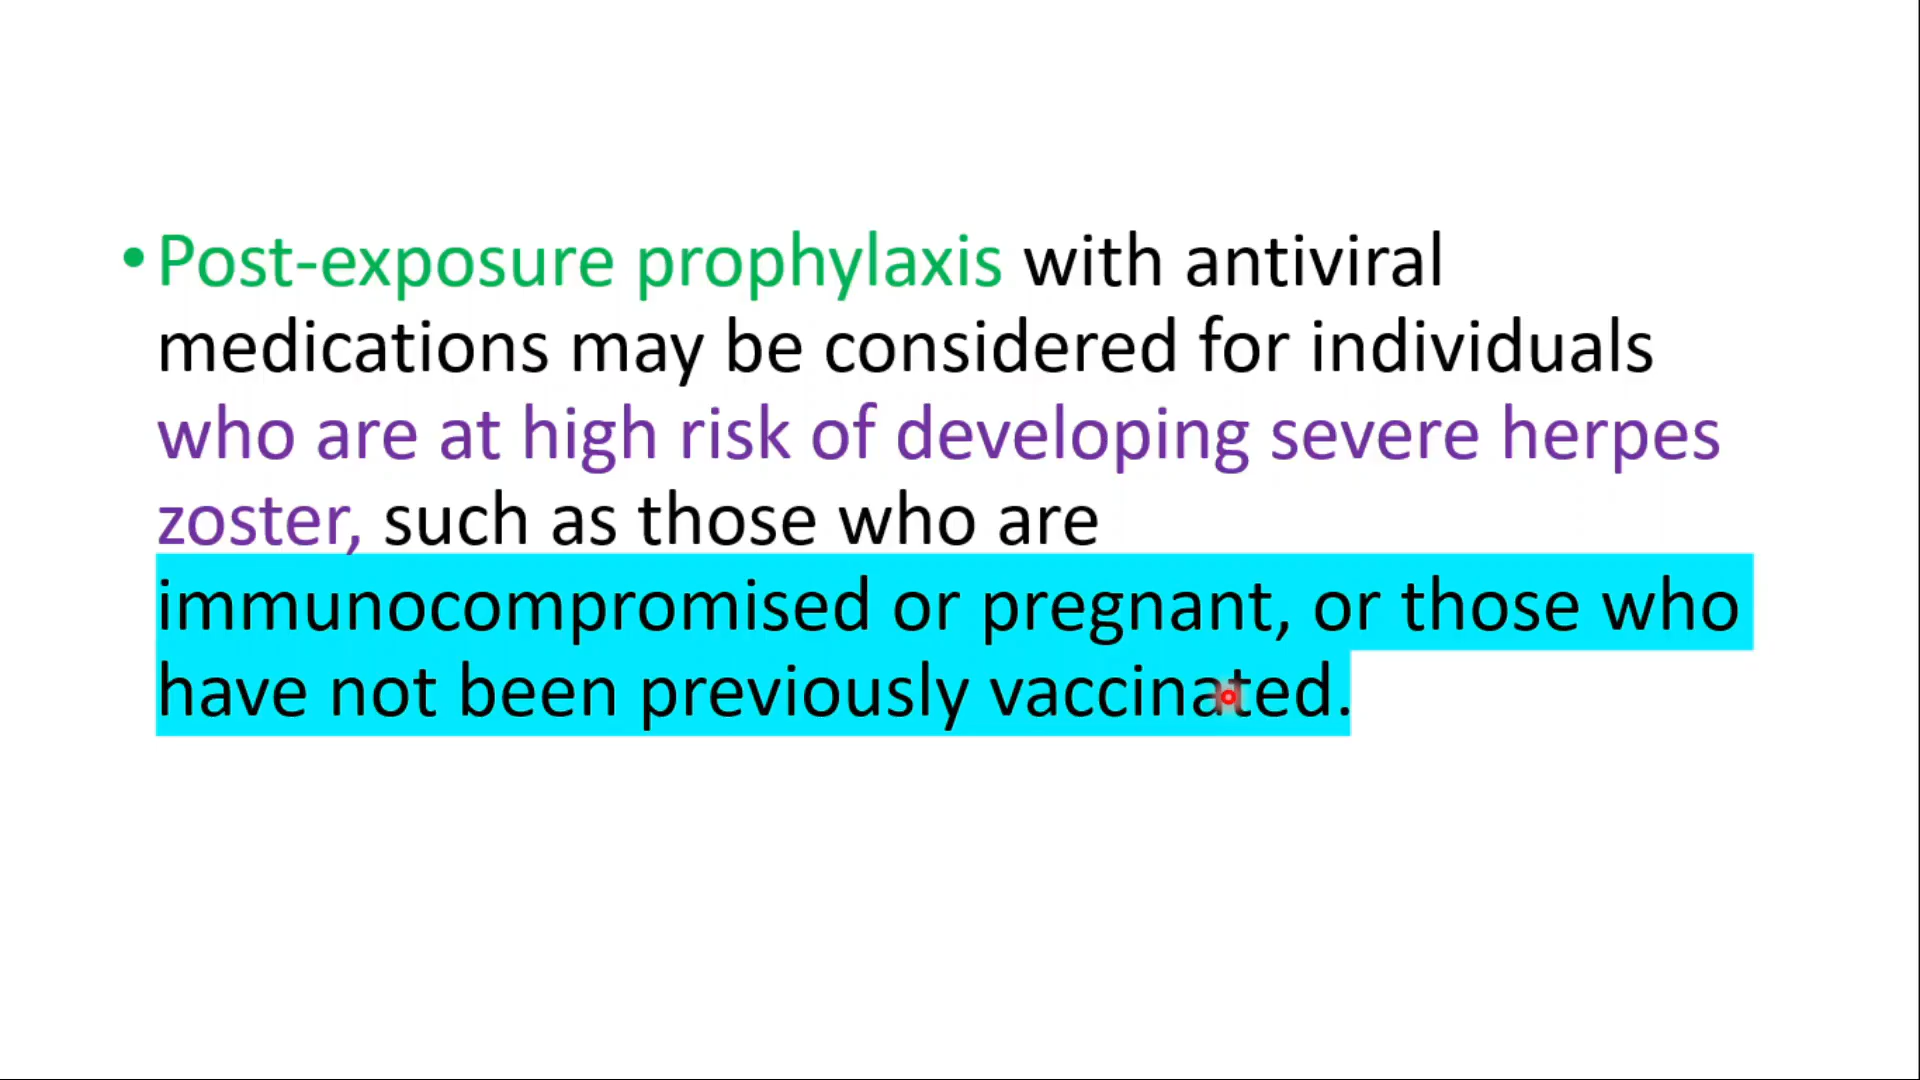 • Post-exposure prophylaxis with antiviral
medications may be considered for individuals
who are at high risk of developing severe herpes
zoster, such as those who are
immunocompromised or pregnant, or those who
have not been previously vaccinated.